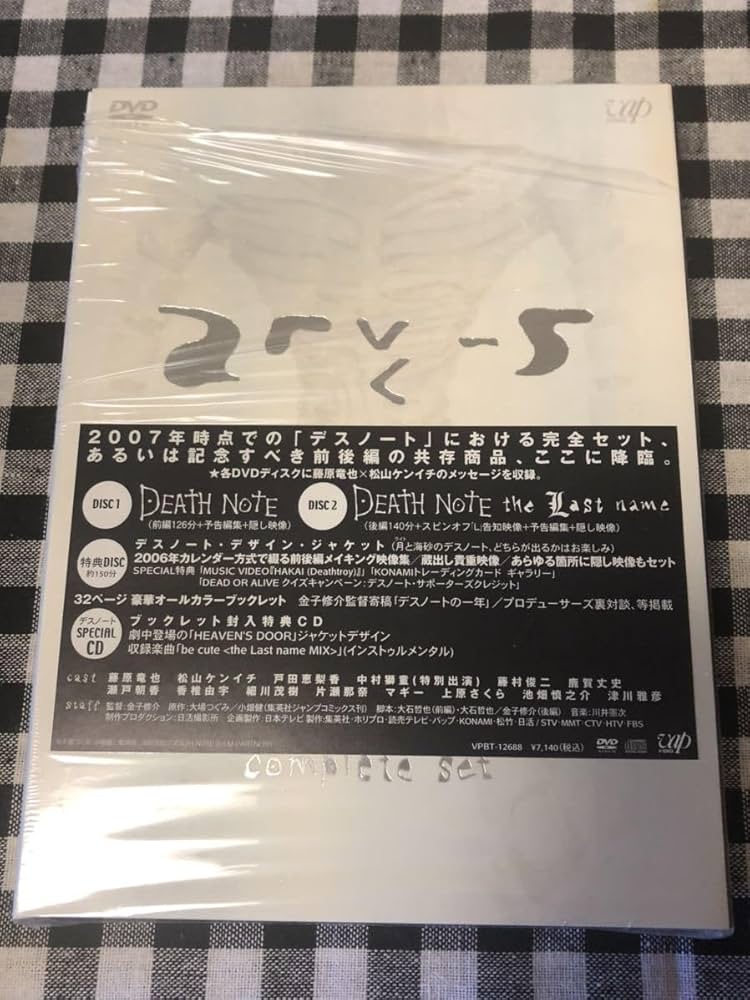 DVD
VIDEO
vap
2007年時点での「デスノート」における完全セット、
あるいは記念すべき前後編の共存商品、ここに降臨。
★各DVDディスクに藤原竜也×松山ケンイチのメッセージを収録。
DISC 1 DEATH NOTE DISC 2 DEATH NOTE the Last name
(前編126分+予告編集+隠し映像) (後編140分+スピンオフ「L」告知映像+予告編集+隠し映像)
特典DISC 約150分
デスノート・デザイン・ジャケット(月と海砂のデスノート、どちらが出るかはお楽しみ)
ライト
2006年カレンダー方式で綴る前後編メイキング映像集/蔵出し貴重映像/あらゆる箇所に隠し映像もセット
SPECIAL特典 「MUSIC VIDEO『HAKAI (Deathtroy)』」「KONAMIトレーディングカード ギャラリー」
「DEAD OR ALIVE クイズキャンペーン:デスノート・サポーターズクレジット」
32ページ 豪華オールカラーブックレット 金子修介監督寄稿「デスノートの一年」/プロデューサーズ裏対談、等掲載
デスノート SPECIAL CD
ブックレット封入特典CD
劇中登場の「HEAVEN'S DOOR」ジャケットデザイン
収録楽曲「be cute <the Last name MIX>」(インストゥルメンタル)
cast 藤原竜也 松山ケンイチ 戸田恵梨香 中村獅童(特別出演) 藤村俊二 鹿賀丈史
瀬戸朝香 香椎由宇 細川茂樹 片瀬那奈 マギー 上原さくら 池畑慎之介 津川雅彦
staff 監督:金子修介 原作:大場つぐみ/小畑健(集英社ジャンプコミックス刊) 脚本:大石哲也(前編)・大石哲也/金子修介(後編) 音楽:川井憲次
制作プロダクション:日活撮影所 企画製作:日本テレビ 製作:集英社・ホリプロ・読売テレビ・バップ・KONAMI・松竹・日活/STV・MMT・CTV・HTV・FBS
VPBT-12688 ¥7,140(税込) DVD vap
complete set